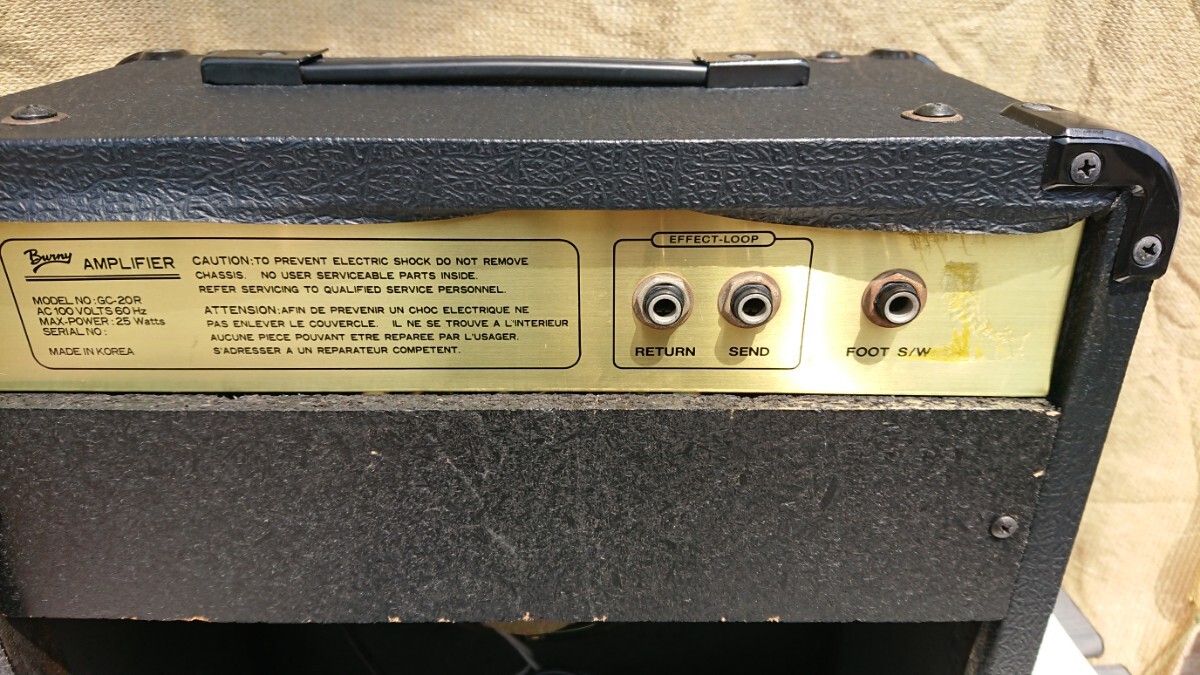 Burny AMPLIFIER
MODEL NO:GC-20R
AC 100 VOLTS 60 Hz
MAX-POWER: 25 Watts
SERIAL NO:
MADE IN KOREA
CAUTION:TO PREVENT ELECTRIC SHOCK DO NOT REMOVE
CHASSIS. NO USER SERVICEABLE PARTS INSIDE.
REFER SERVICING TO QUALIFIED SERVICE PERSONNEL.
ATTENSION:AFIN DE PREVENIR UN CHOC ELECTRIQUE NE
PAS ENLEVER LE COUVERCLE. IL NE SE TROUVE A L'INTERIEUR
AUCUNE PIECE POUVANT ETRE REPAREE PAR L'USAGER.
S'ADRESSER A UN REPARATEUR COMPETENT.
EFFECT-LOOP
RETURN SEND
FOOT S/W